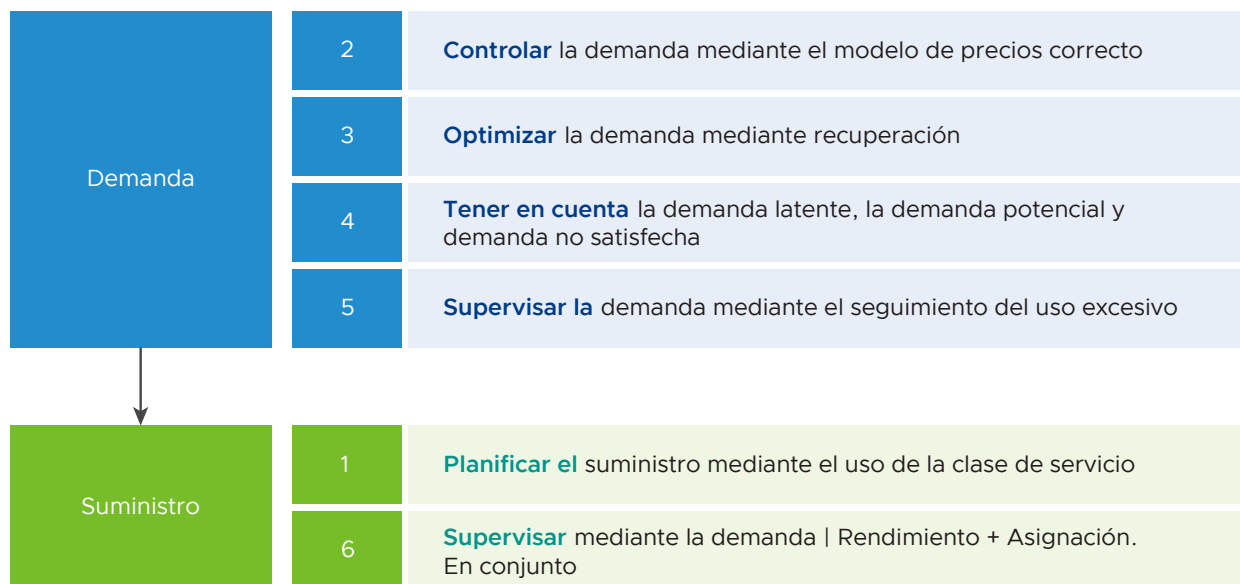 Demanda
2
Controlar la demanda mediante el modelo de precios correcto
3
Optimizar la demanda mediante recuperación
4
Tener en cuenta la demanda latente, la demanda potencial y
demanda no satisfecha
5
Supervisar la demanda mediante el seguimiento del uso excesivo
Suministro
1
Planificar el suministro mediante el uso de la clase de servicio
6
Supervisar mediante la demanda | Rendimiento + Asignación.
En conjunto